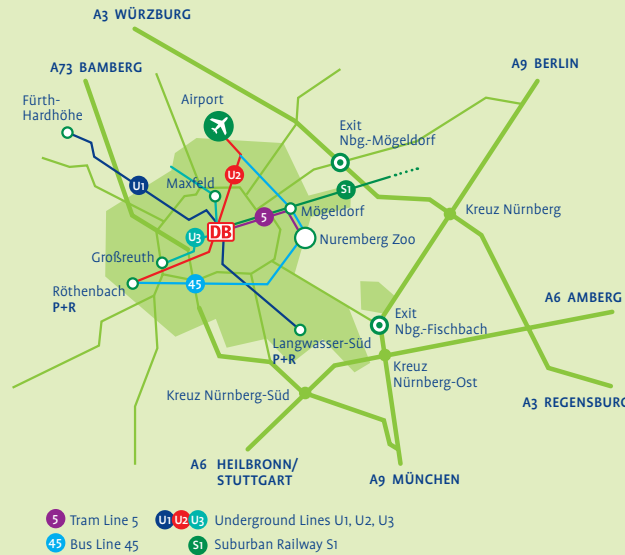 A3 WÜRZBURG
A73 BAMBERG
A9 BERLIN
Fürth-
Hardhöhe
Airport
Exit
Nbg.-Mögeldorf
U1
Maxfeld
U2
S1
5
Mögeldorf
Kreuz Nürnberg
DB
U3
Nuremberg Zoo
Großreuth
45
Röthenbach
P+R
A6 AMBERG
Exit
Nbg.-Fischbach
Langwasser-Süd
P+R
Kreuz
Nürnberg-Ost
Kreuz Nürnberg-Süd
A3 REGENSBURG
A6 HEILBRONN/
STUTTGART
A9 MÜNCHEN
5 Tram Line 5
U1 U2 U3 Underground Lines U1, U2, U3
45 Bus Line 45
S1 Suburban Railway S1